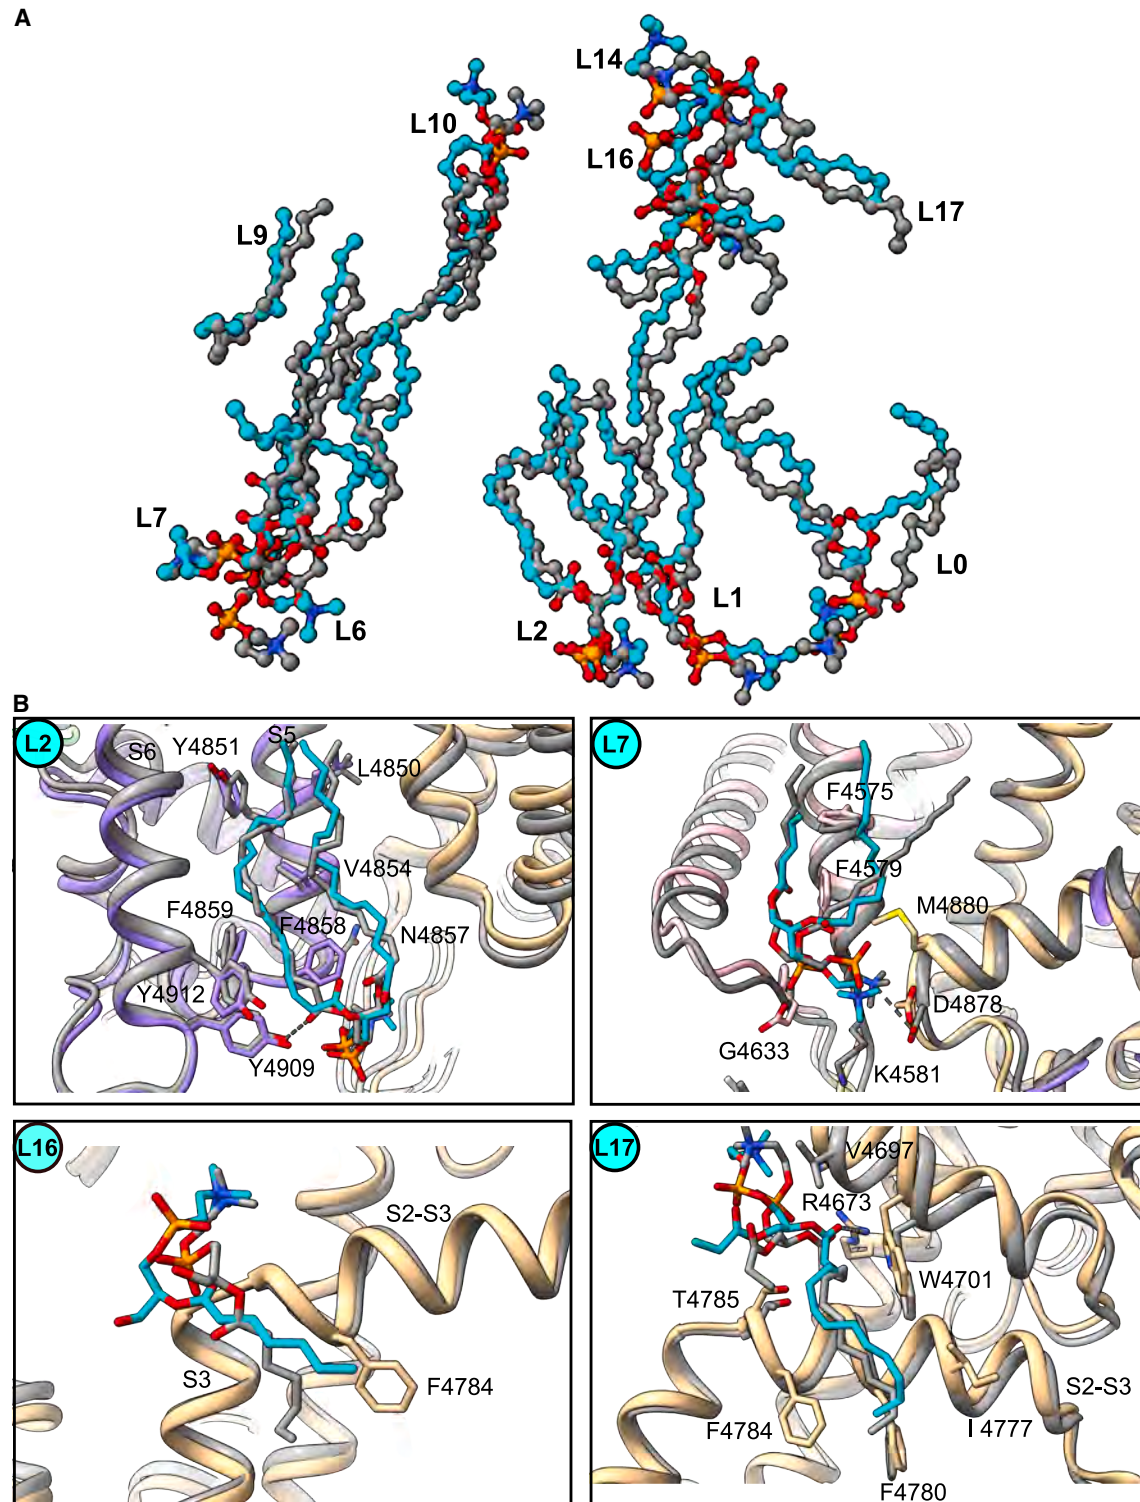 A
L14
L10
L16
L9
L17
L7
L0
L1
L6
L2
B
L2
S6
Y4851
S5
L4850
V4854
F4859
F4858
N4857
Y4912
Y4909
L7
F4575
F4579
M4880
D4878
G4633
K4581
L16
S2-S3
S3
F4784
L17
V4697
R4673
W4701
T4785
S2-S3
F4784
I 4777
F4780